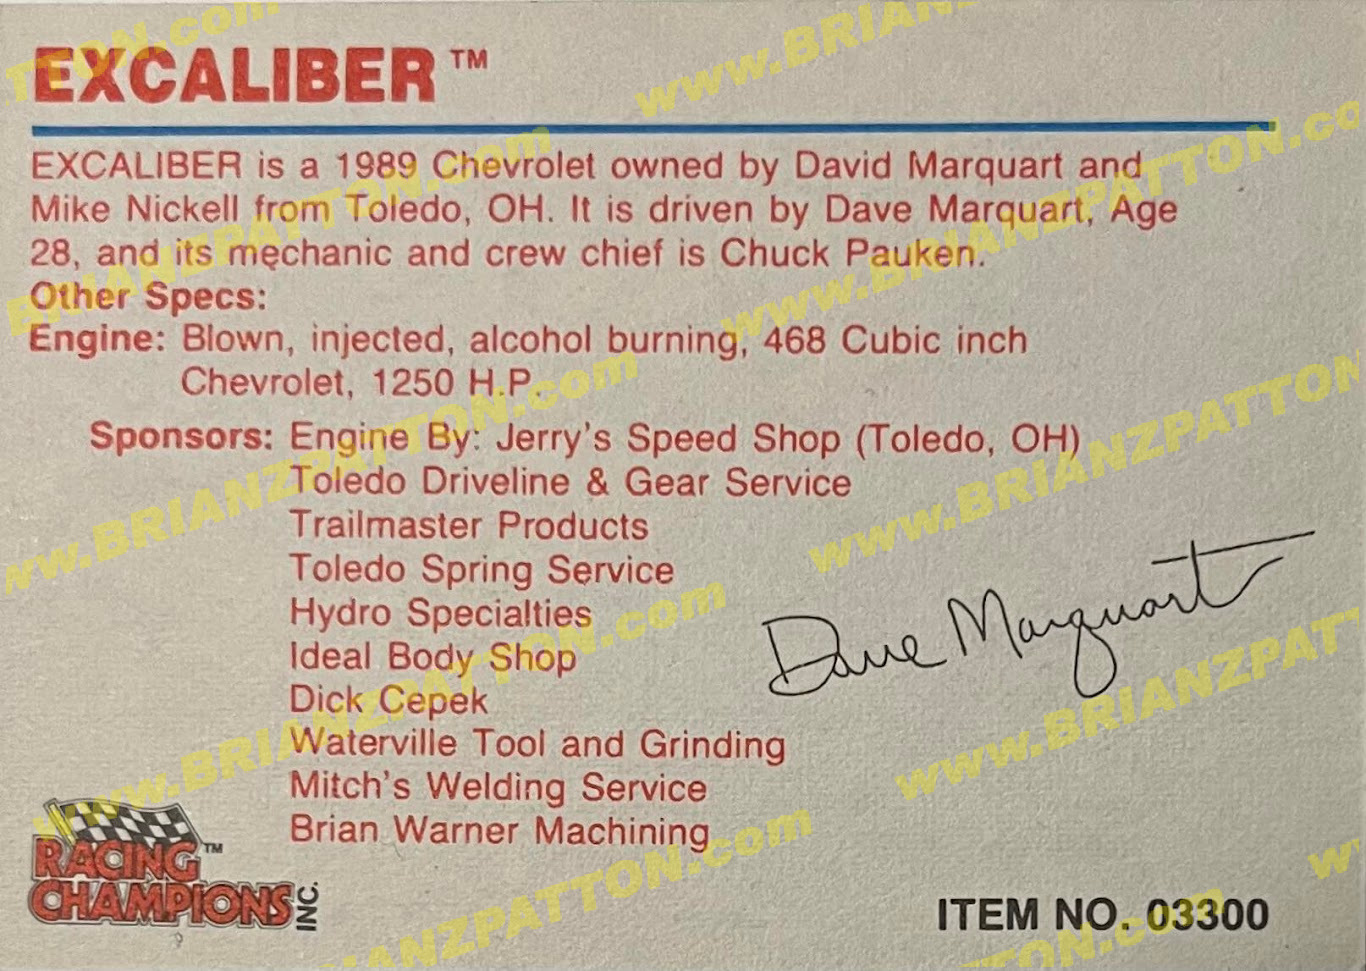 EXCALIBER™
EXCALIBER is a 1989 Chevrolet owned by David Marquart and
Mike Nickell from Toledo, OH. It is driven by Dave Marquart, Age
28, and its mechanic and crew chief is Chuck Pauken.
Other Specs:
Engine: Blown, injected, alcohol burning, 468 Cubic inch
Chevrolet, 1250 H.P.
Sponsors: Engine By: Jerry's Speed Shop (Toledo, OH)
Toledo Driveline & Gear Service
Trailmaster Products
Toledo Spring Service
Hydro Specialties
Ideal Body Shop
Dick Cepek
Waterville Tool and Grinding
Mitch's Welding Service
Brian Warner Machining
Dave Marquart
RACING™
CHAMPIONS INC.
ITEM NO. 03300
www.BRIANZPATTON.com